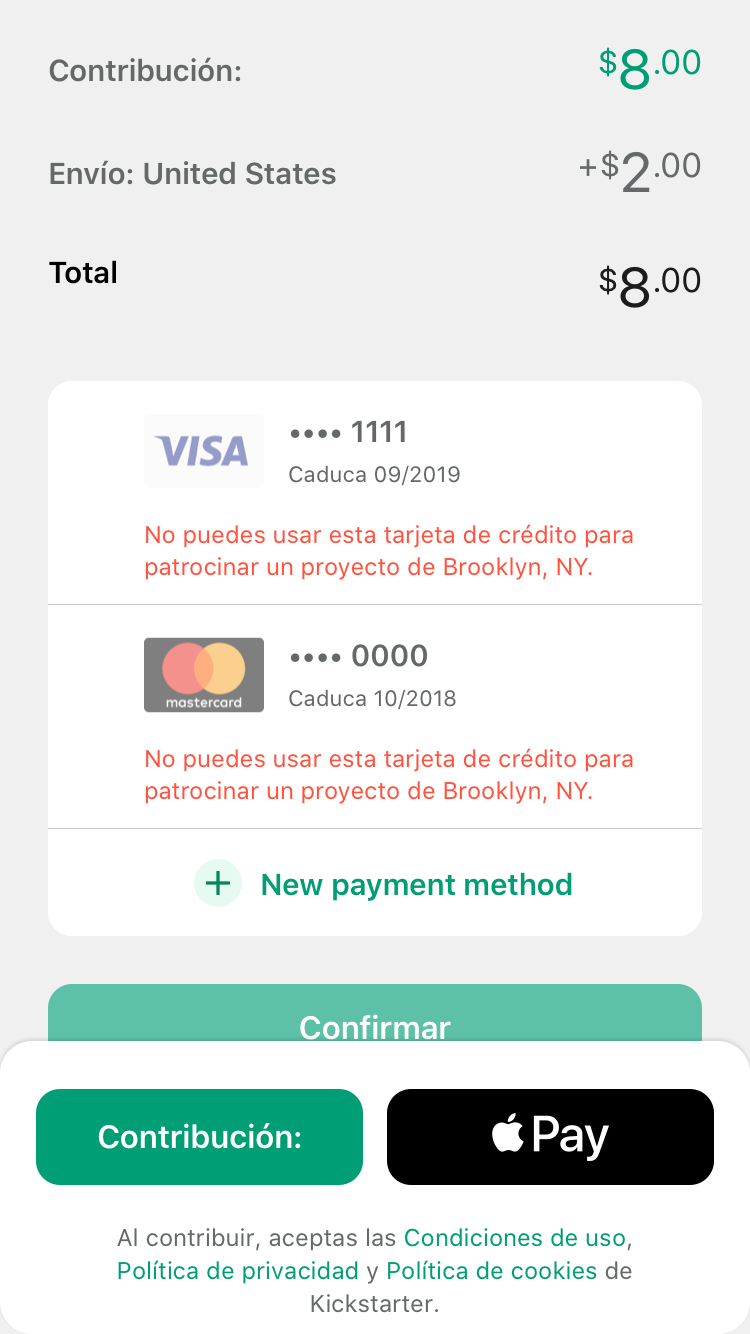 Contribución: $8.00
Envío: United States +$2.00
Total $8.00
VISA •••• 1111
Caduca 09/2019
No puedes usar esta tarjeta de crédito para
patrocinar un proyecto de Brooklyn, NY.
mastercard •••• 0000
Caduca 10/2018
No puedes usar esta tarjeta de crédito para
patrocinar un proyecto de Brooklyn, NY.
+ New payment method
Confirmar
Contribución: Pay
Al contribuir, aceptas las Condiciones de uso,
Política de privacidad y Política de cookies de
Kickstarter.